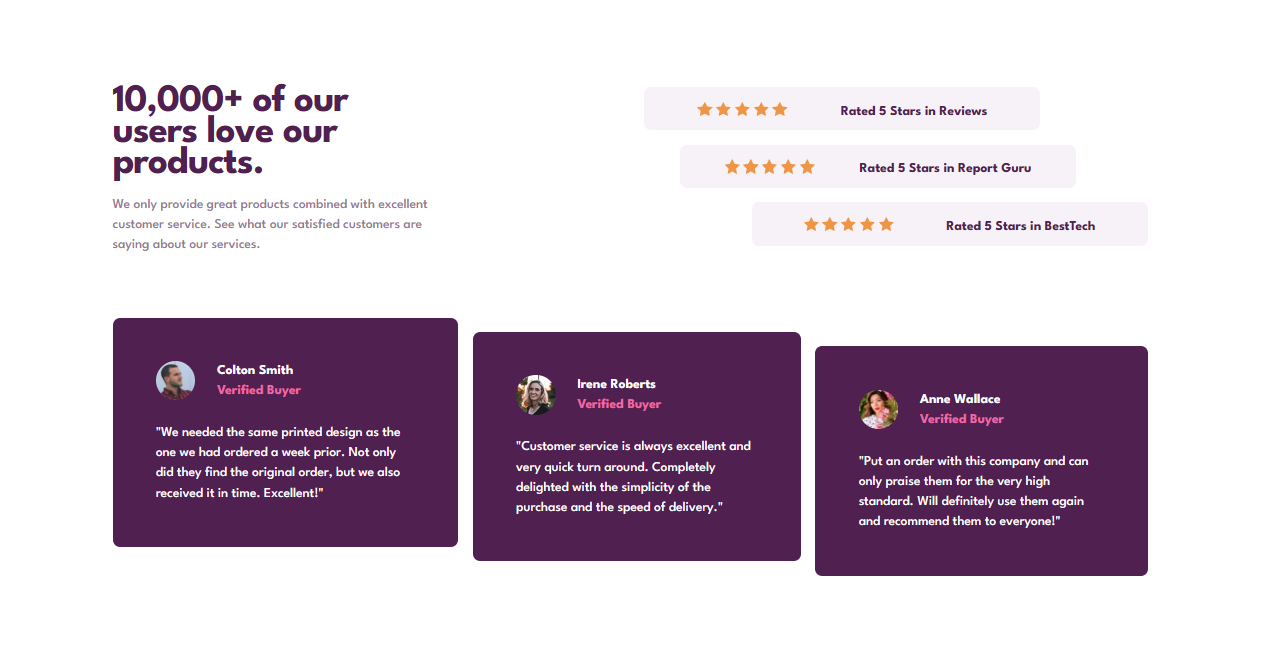 10,000+ of our
users love our
products.
We only provide great products combined with excellent
customer service. See what our satisfied customers are
saying about our services.
Rated 5 Stars in Reviews
Rated 5 Stars in Report Guru
Rated 5 Stars in BestTech
Colton Smith
Verified Buyer
"We needed the same printed design as the
one we had ordered a week prior. Not only
did they find the original order, but we also
received it in time. Excellent!"
Irene Roberts
Verified Buyer
"Customer service is always excellent and
very quick turn around. Completely
delighted with the simplicity of the
purchase and the speed of delivery."
Anne Wallace
Verified Buyer
"Put an order with this company and can
only praise them for the very high
standard. Will definitely use them again
and recommend them to everyone!"